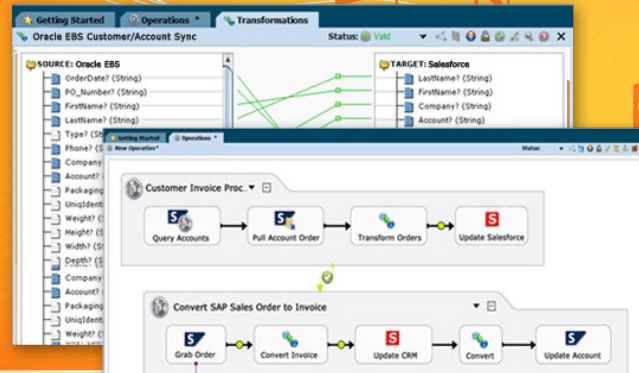 Getting Started
Operations *
Transformations
Oracle EBS Customer/Account Sync
Status:
Valid
SOURCE: Oracle EBS
OrderDate? (String)
PO_Number? (String)
FirstName? (String)
LastName? (String)
Type? (St
Phone? (S
Company
Account? (
Packaging
UniqIdent
Weight? (
Height? (S
Width? (St
Depth? (S
Company
Account? (
Packaging
UniqIdent
Weight? (
TARGET: Salesforce
LastName? (String)
FirstName? (String)
Company? (String)
Account? (String)
Getting Started
Operations *
New Operation*
Status:
Customer Invoice Proc..
Query Accounts
Pull Account Order
Transform Orders
Update Salesforce
Convert SAP Sales Order to Invoice
Grab Order
Convert Invoice
Update CRM
Convert
Update Account